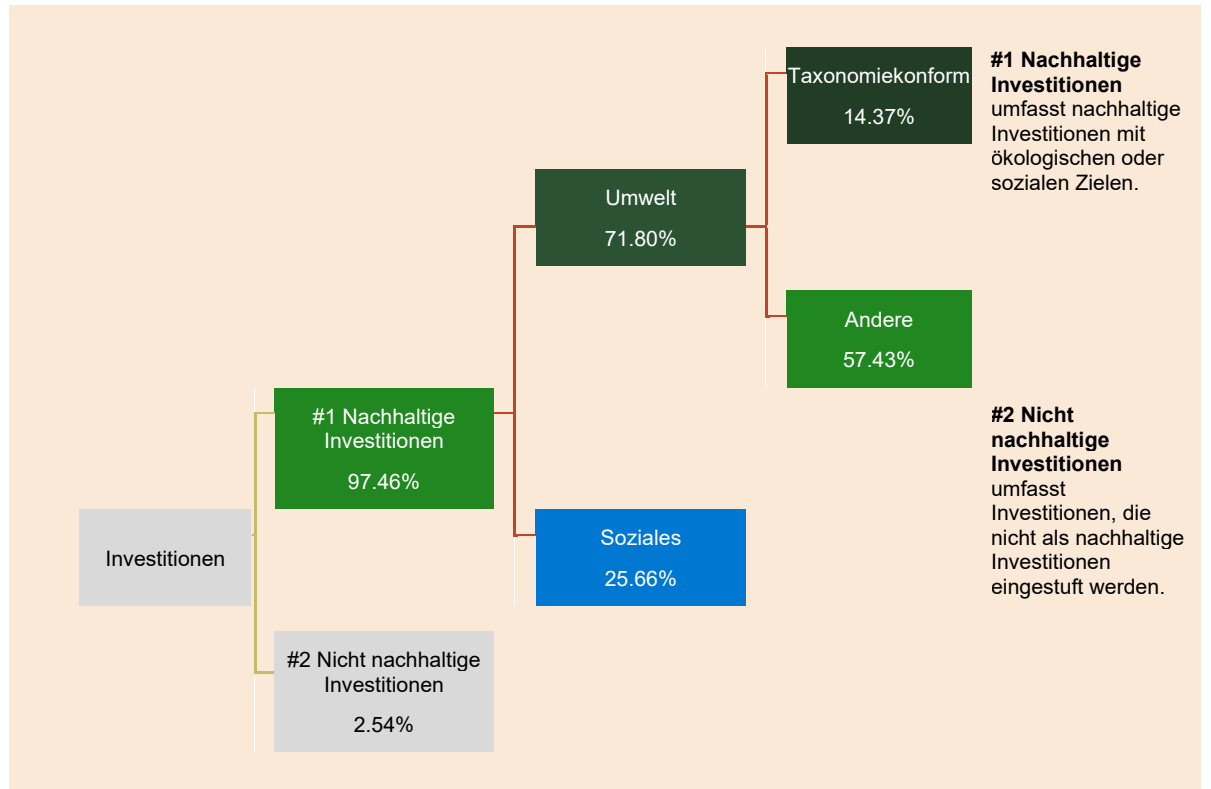 Taxonomiekonform
14.37%
#1 Nachhaltige
Investitionen
umfasst nachhaltige
Investitionen mit
ökologischen oder
sozialen Zielen.
Umwelt
71.80%
Andere
57.43%
#1 Nachhaltige
Investitionen
97.46%
#2 Nicht
nachhaltige
Investitionen
umfasst
Investitionen, die
nicht als nachhaltige
Investitionen
eingestuft werden.
Investitionen
Soziales
25.66%
#2 Nicht nachhaltige
Investitionen
2.54%